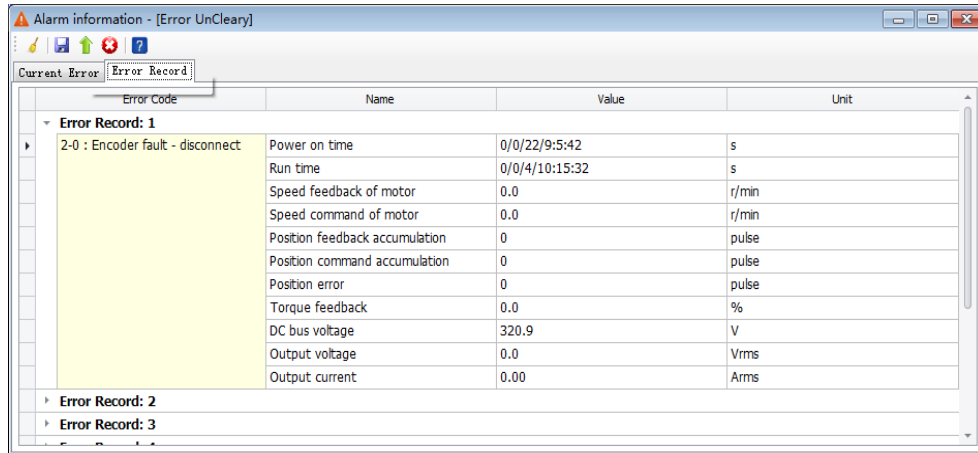 Alarm information - [Error UnCleary]
Current Error Error Record
Error Code Name Value Unit
Error Record: 1
2-0 : Encoder fault - disconnect Power on time 0/0/22/9:5:42 s
Run time 0/0/4/10:15:32 s
Speed feedback of motor 0.0 r/min
Speed command of motor 0.0 r/min
Position feedback accumulation 0 pulse
Position command accumulation 0 pulse
Position error 0 pulse
Torque feedback 0.0 %
DC bus voltage 320.9 V
Output voltage 0.0 Vrms
Output current 0.00 Arms
Error Record: 2
Error Record: 3